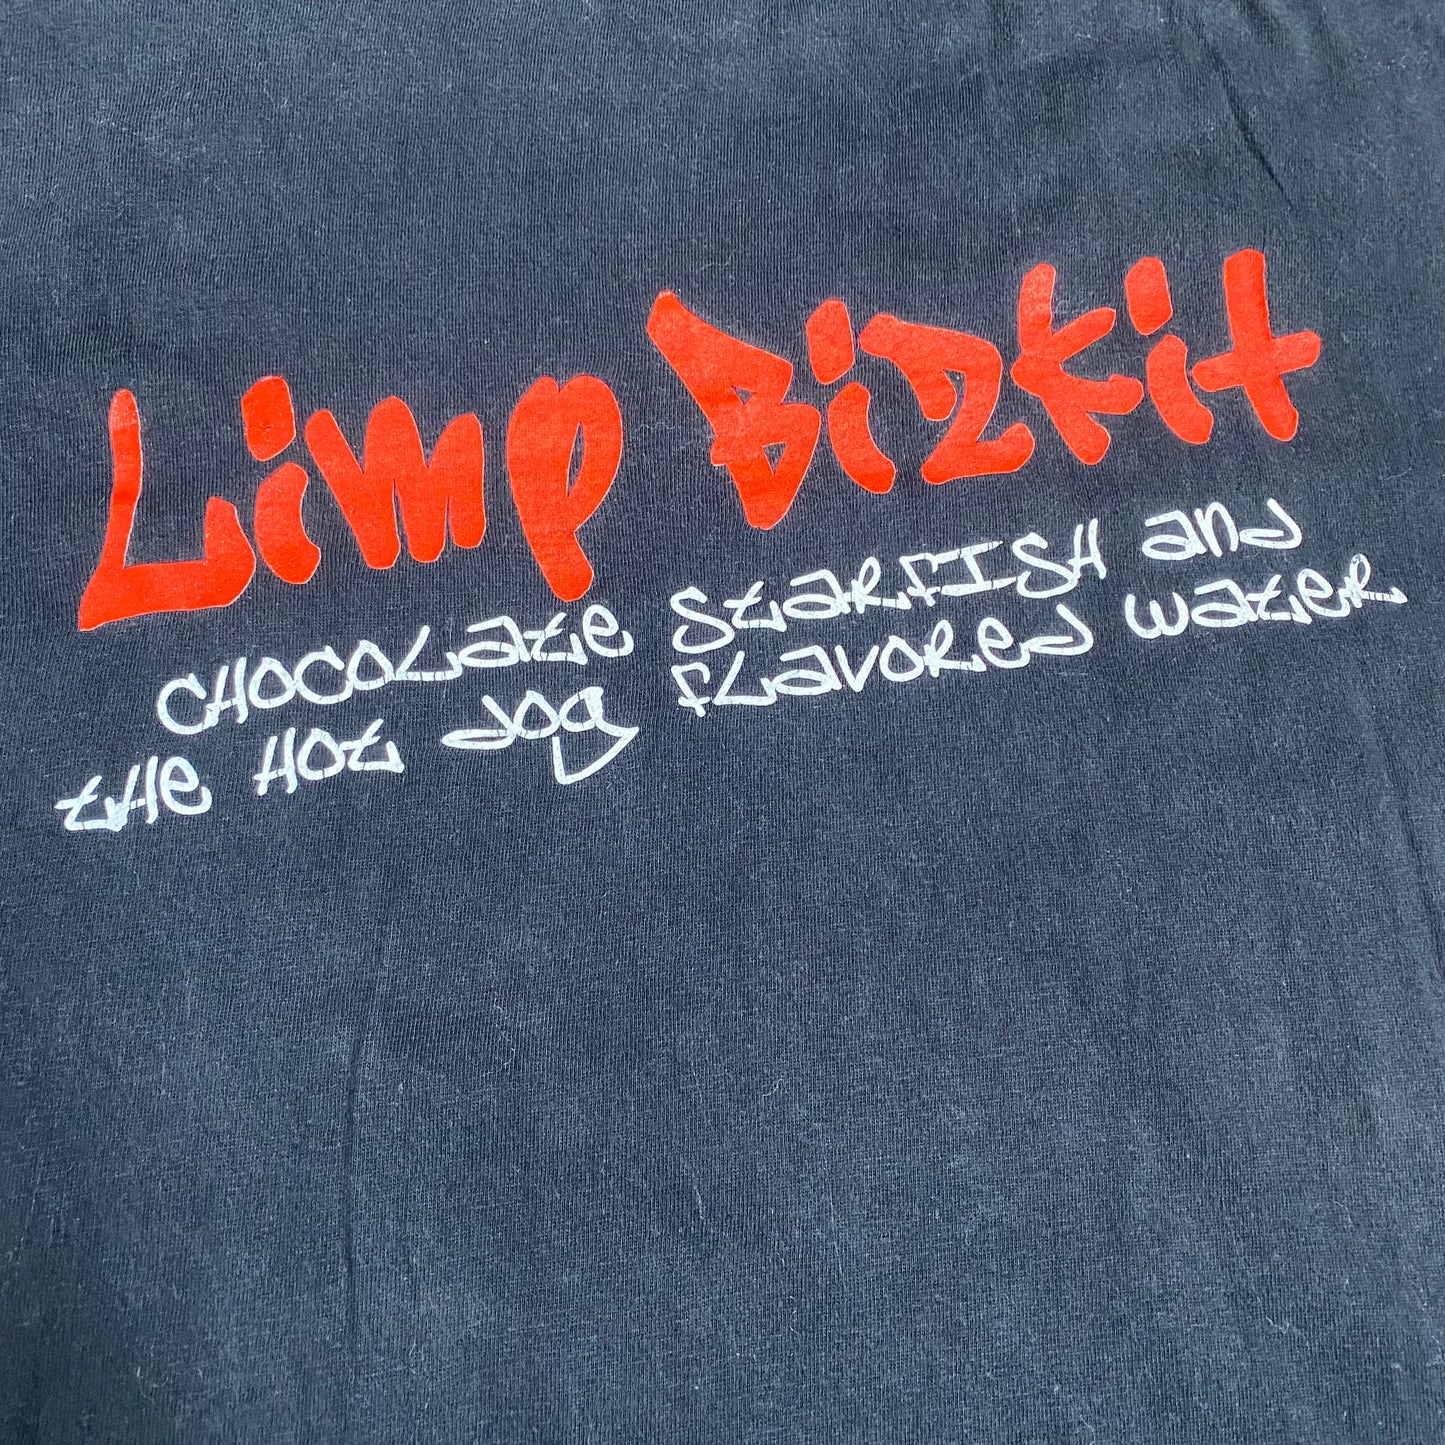 Limp Bizkit
CHOCOLATE STARFISH and
the HOT dog FLAVORED WATER